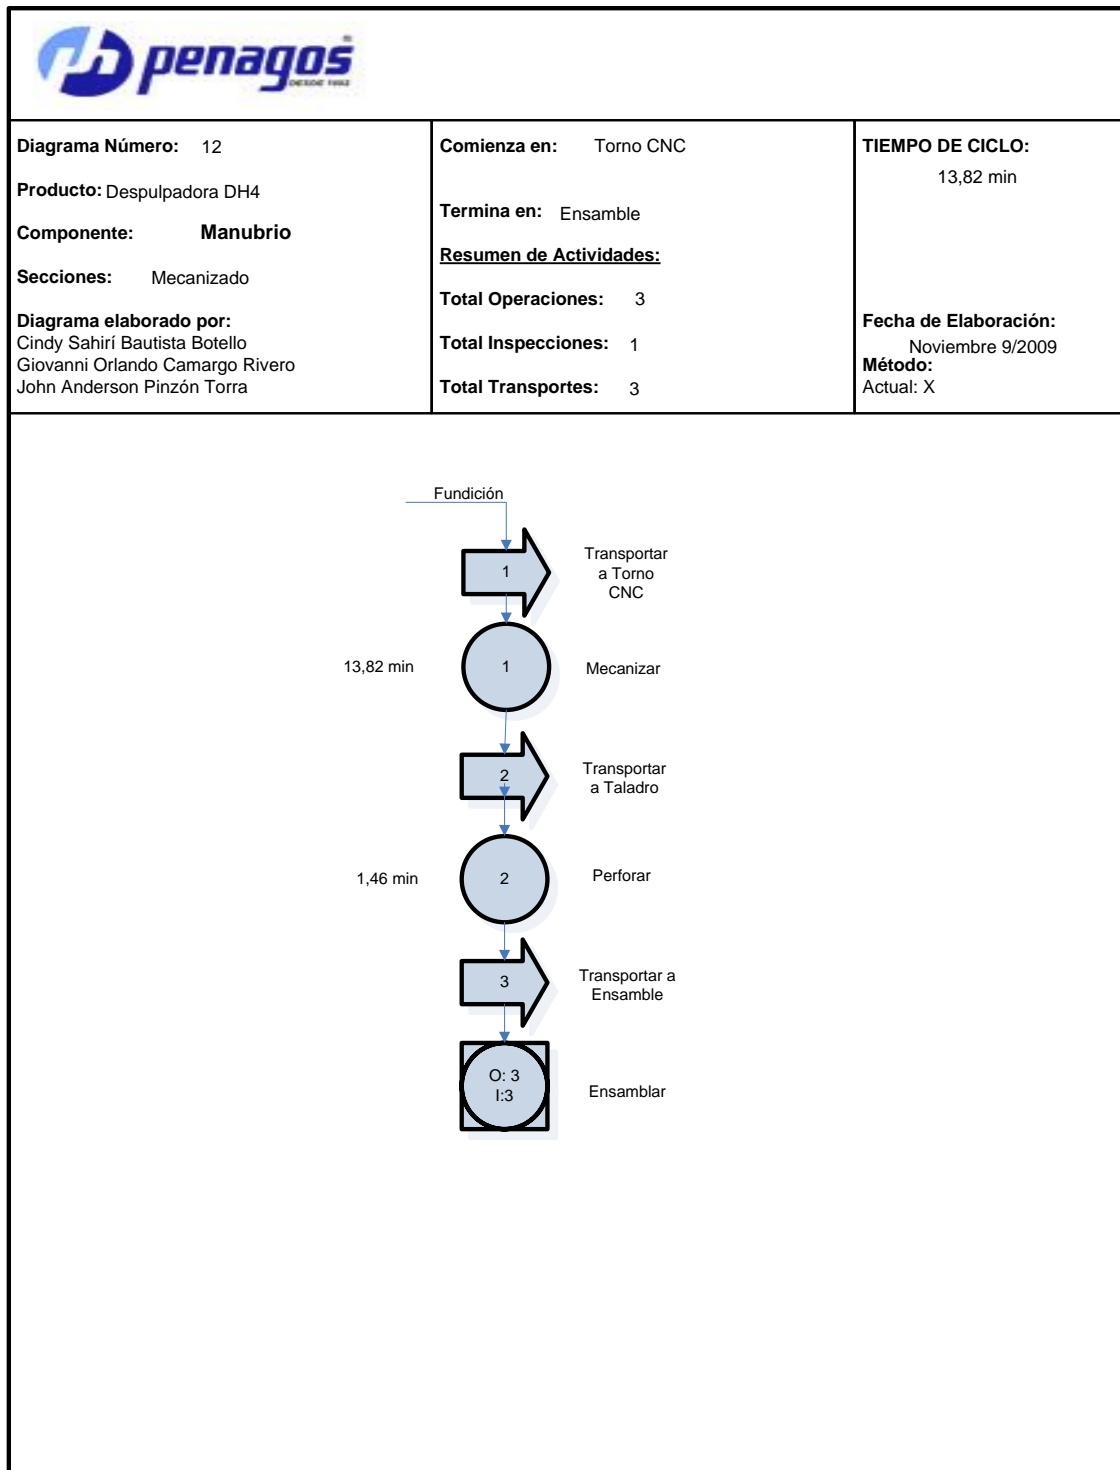 penagos
DESDE 1892
Diagrama Número: 12
Producto: Despulpadora DH4
Componente: Manubrio
Secciones: Mecanizado
Diagrama elaborado por:
Cindy Sahirí Bautista Botello
Giovanni Orlando Camargo Rivero
John Anderson Pinzón Torra
Comienza en: Torno CNC
Termina en: Ensamble
Resumen de Actividades:
Total Operaciones: 3
Total Inspecciones: 1
Total Transportes: 3
TIEMPO DE CICLO:
13,82 min
Fecha de Elaboración:
Noviembre 9/2009
Método:
Actual: X
Fundición
1
Transportar
a Torno
CNC
13,82 min
1
Mecanizar
2
Transportar
a Taladro
1,46 min
2
Perforar
3
Transportar a
Ensamble
O: 3
I:3
Ensamblar